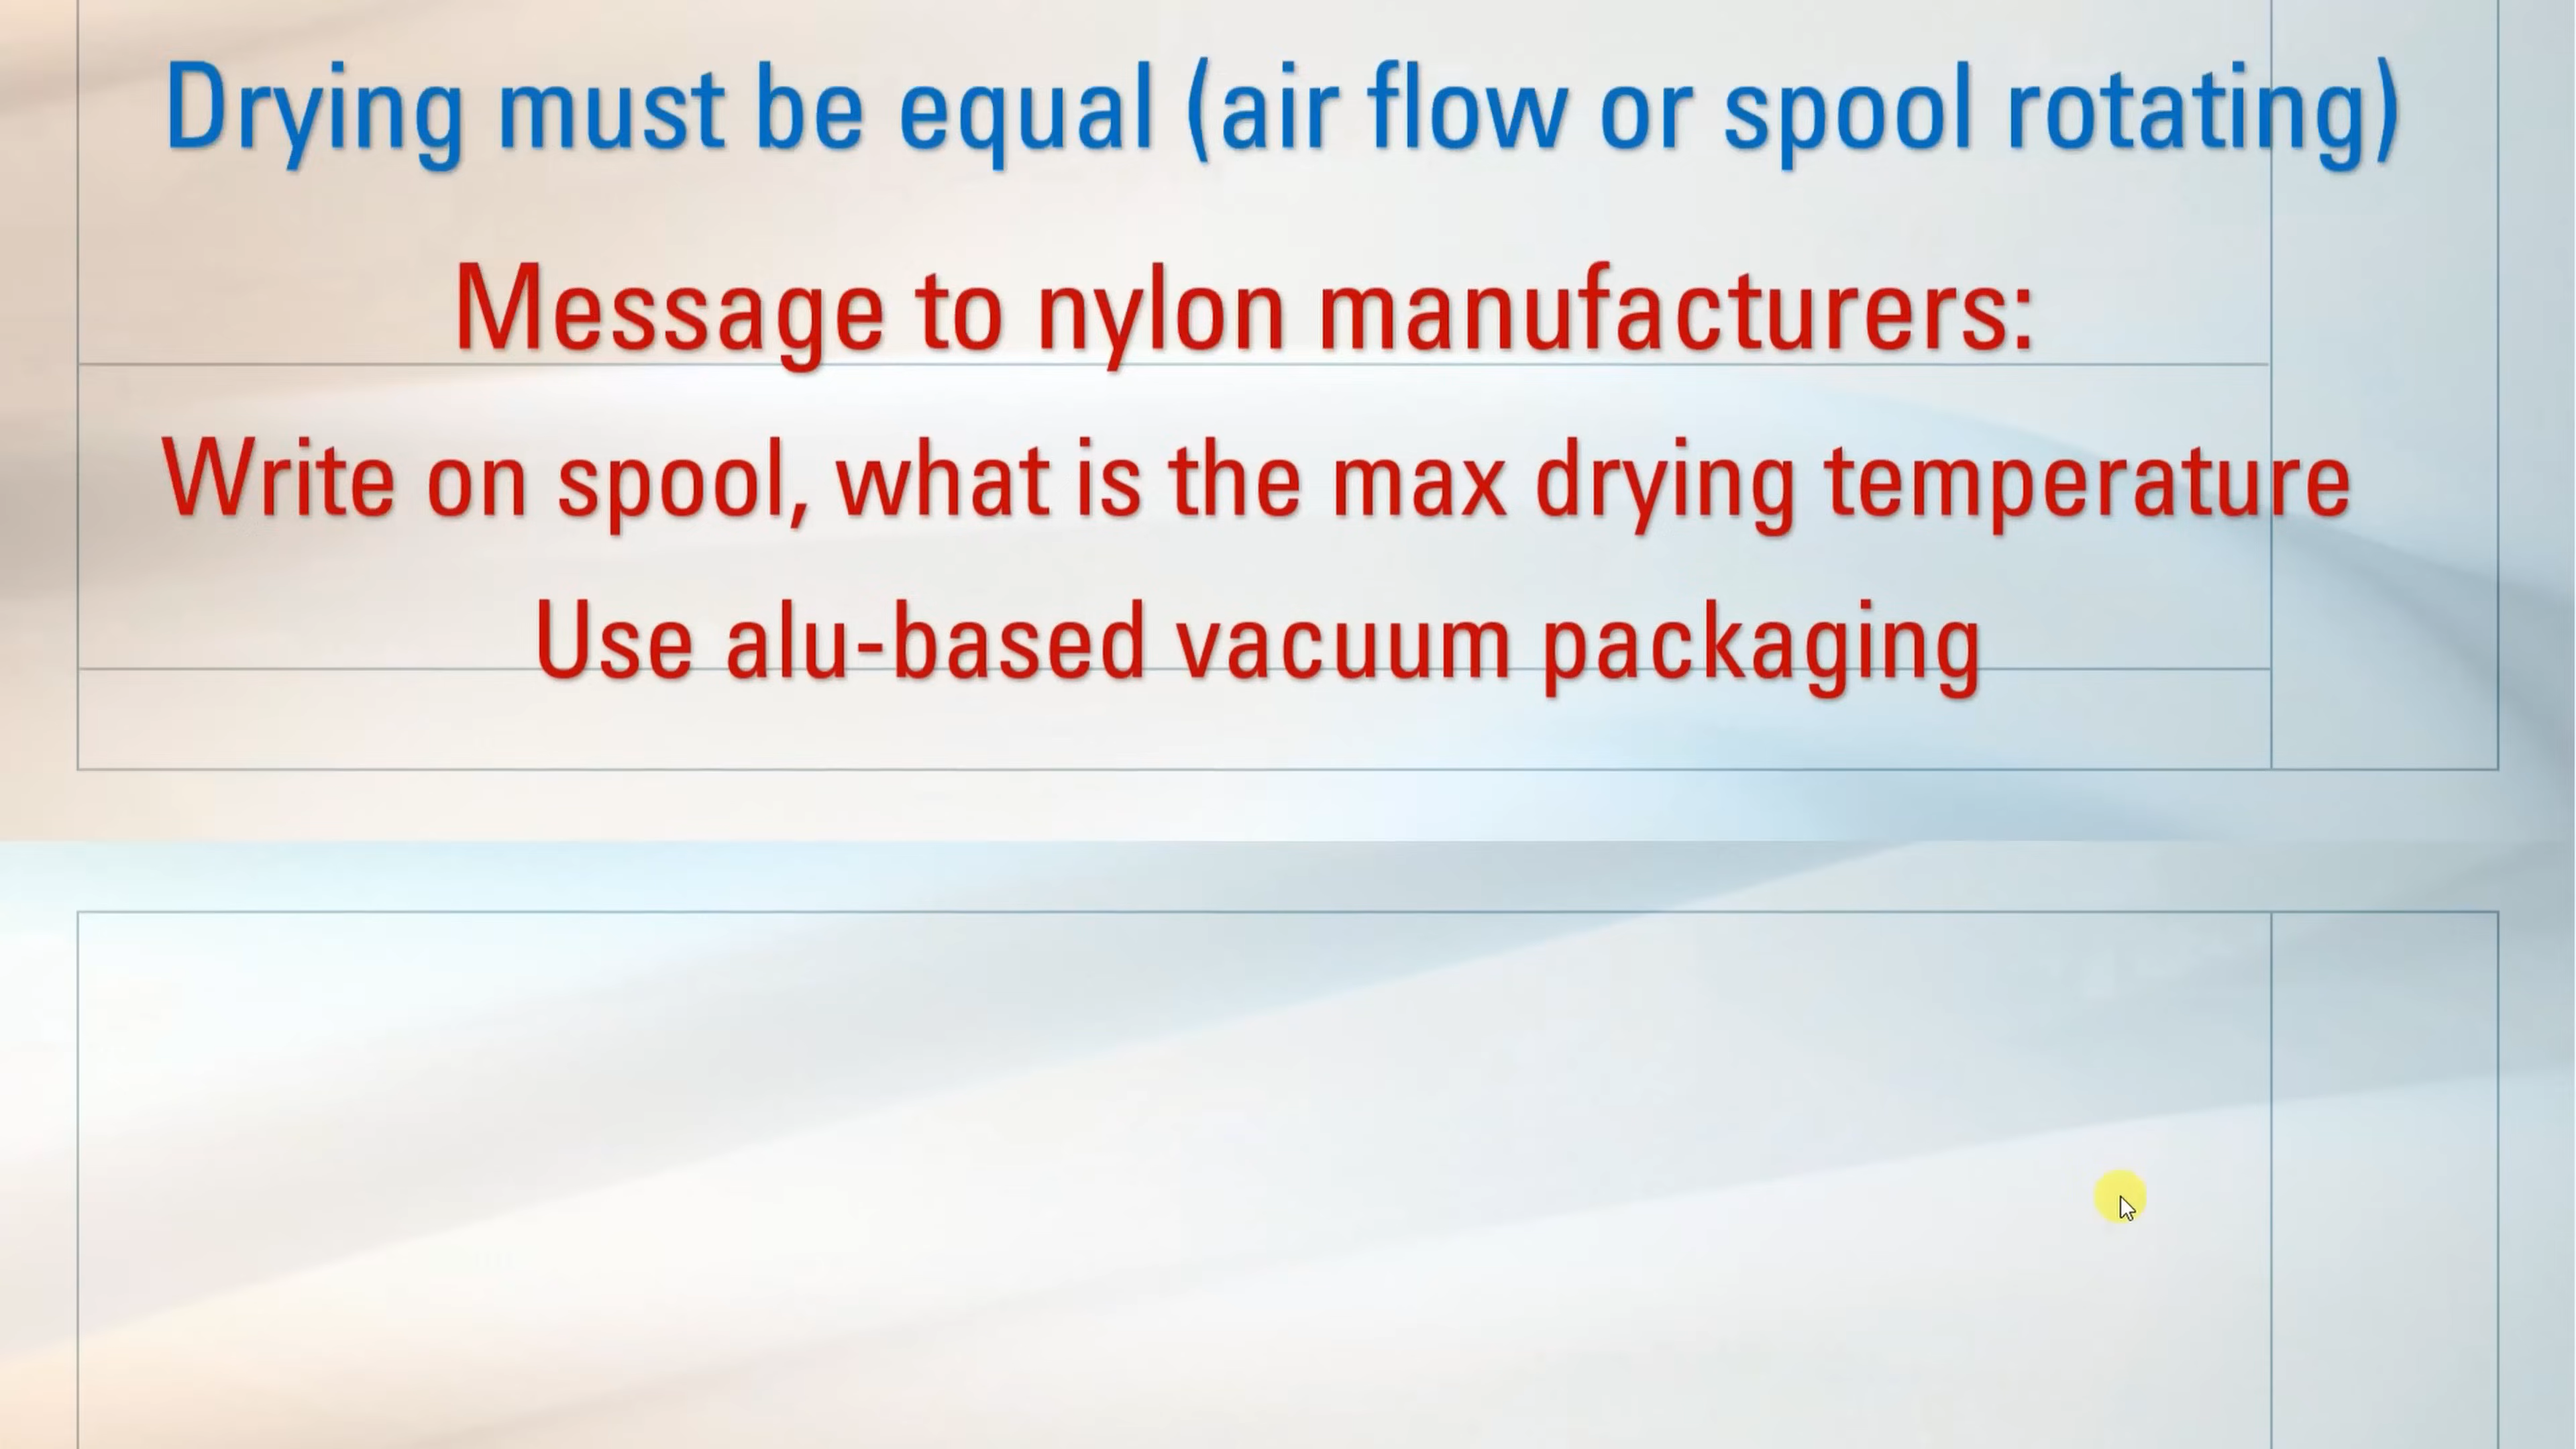 Drying must be equal (air flow or spool rotating)
Message to nylon manufacturers:
Write on spool, what is the max drying temperature
Use alu-based vacuum packaging